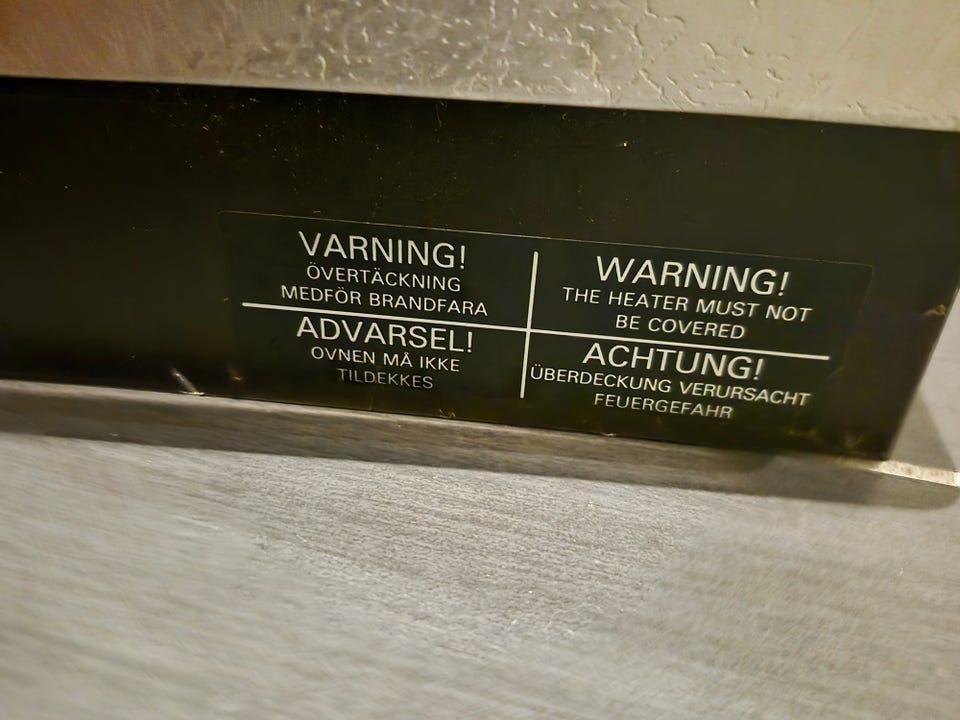 VARNING!
ÖVERTÄCKNING
MEDFÖR BRANDFARA
WARNING!
THE HEATER MUST NOT
BE COVERED
ADVARSEL!
OVNEN MÅ IKKE
TILDEKKES
ACHTUNG!
ÜBERDECKUNG VERURSACHT
FEUERGEFAHR